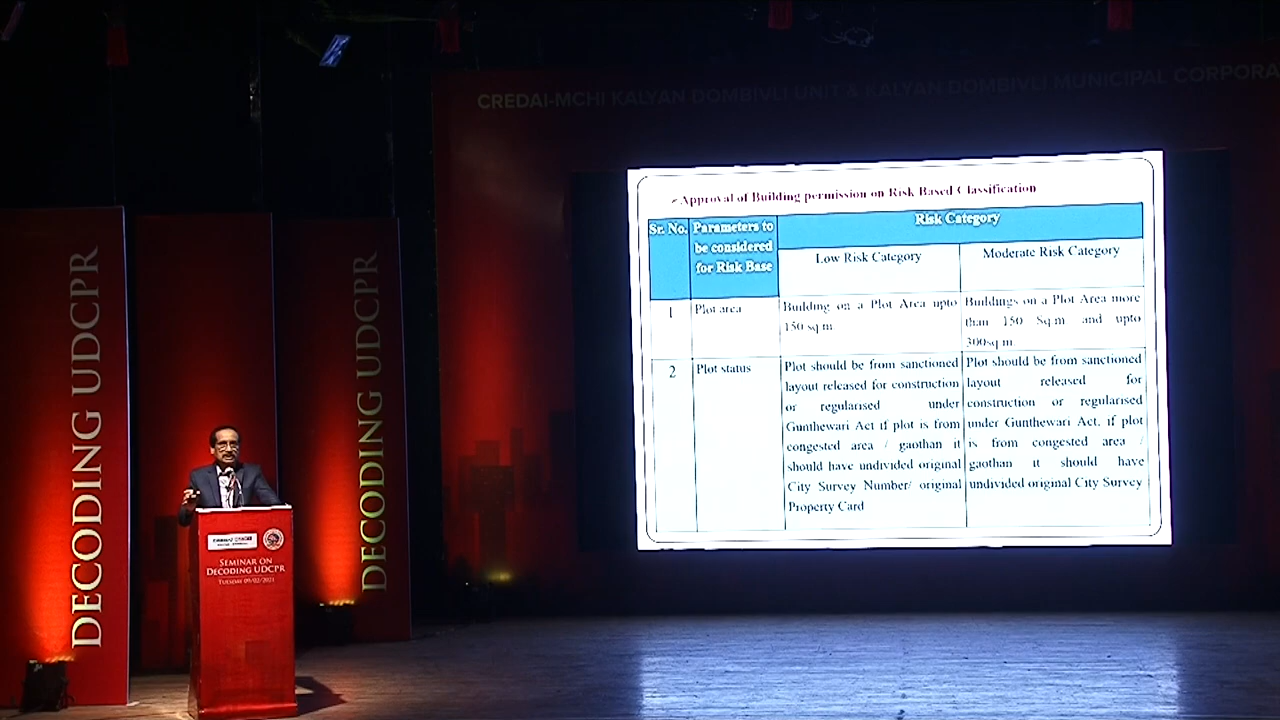 CREDAI-MCHI KALYAN DOMBIVLI UNIT & KALYAN DOMBIVLI MUNICIPAL CORPORA
DECODING UDCPR
DECODING UDCPR
SEMINAR ON
DECODING UDCPR
TUESDAY 09/02/2021
Approval of Building permission on Risk Based Classification
Sr. No.
Parameters to
be considered
for Risk Base
Risk Category
Low Risk Category
Moderate Risk Category
1
Plot area
Building on a Plot Area upto
150 sq.m
Buildings on a Plot Area more
than 150 Sq.m and upto
300sq.m
2
Plot status
Plot should be from sanctioned
layout released for construction
or regularised under
Gunthewari Act if plot is from
congested area / gaothan it
should have undivided original
City Survey Number/ original
Property Card
Plot should be from sanctioned
layout released for
construction or regularised
under Gunthewari Act, if plot
is from congested area /
gaothan it should have
undivided original City Survey